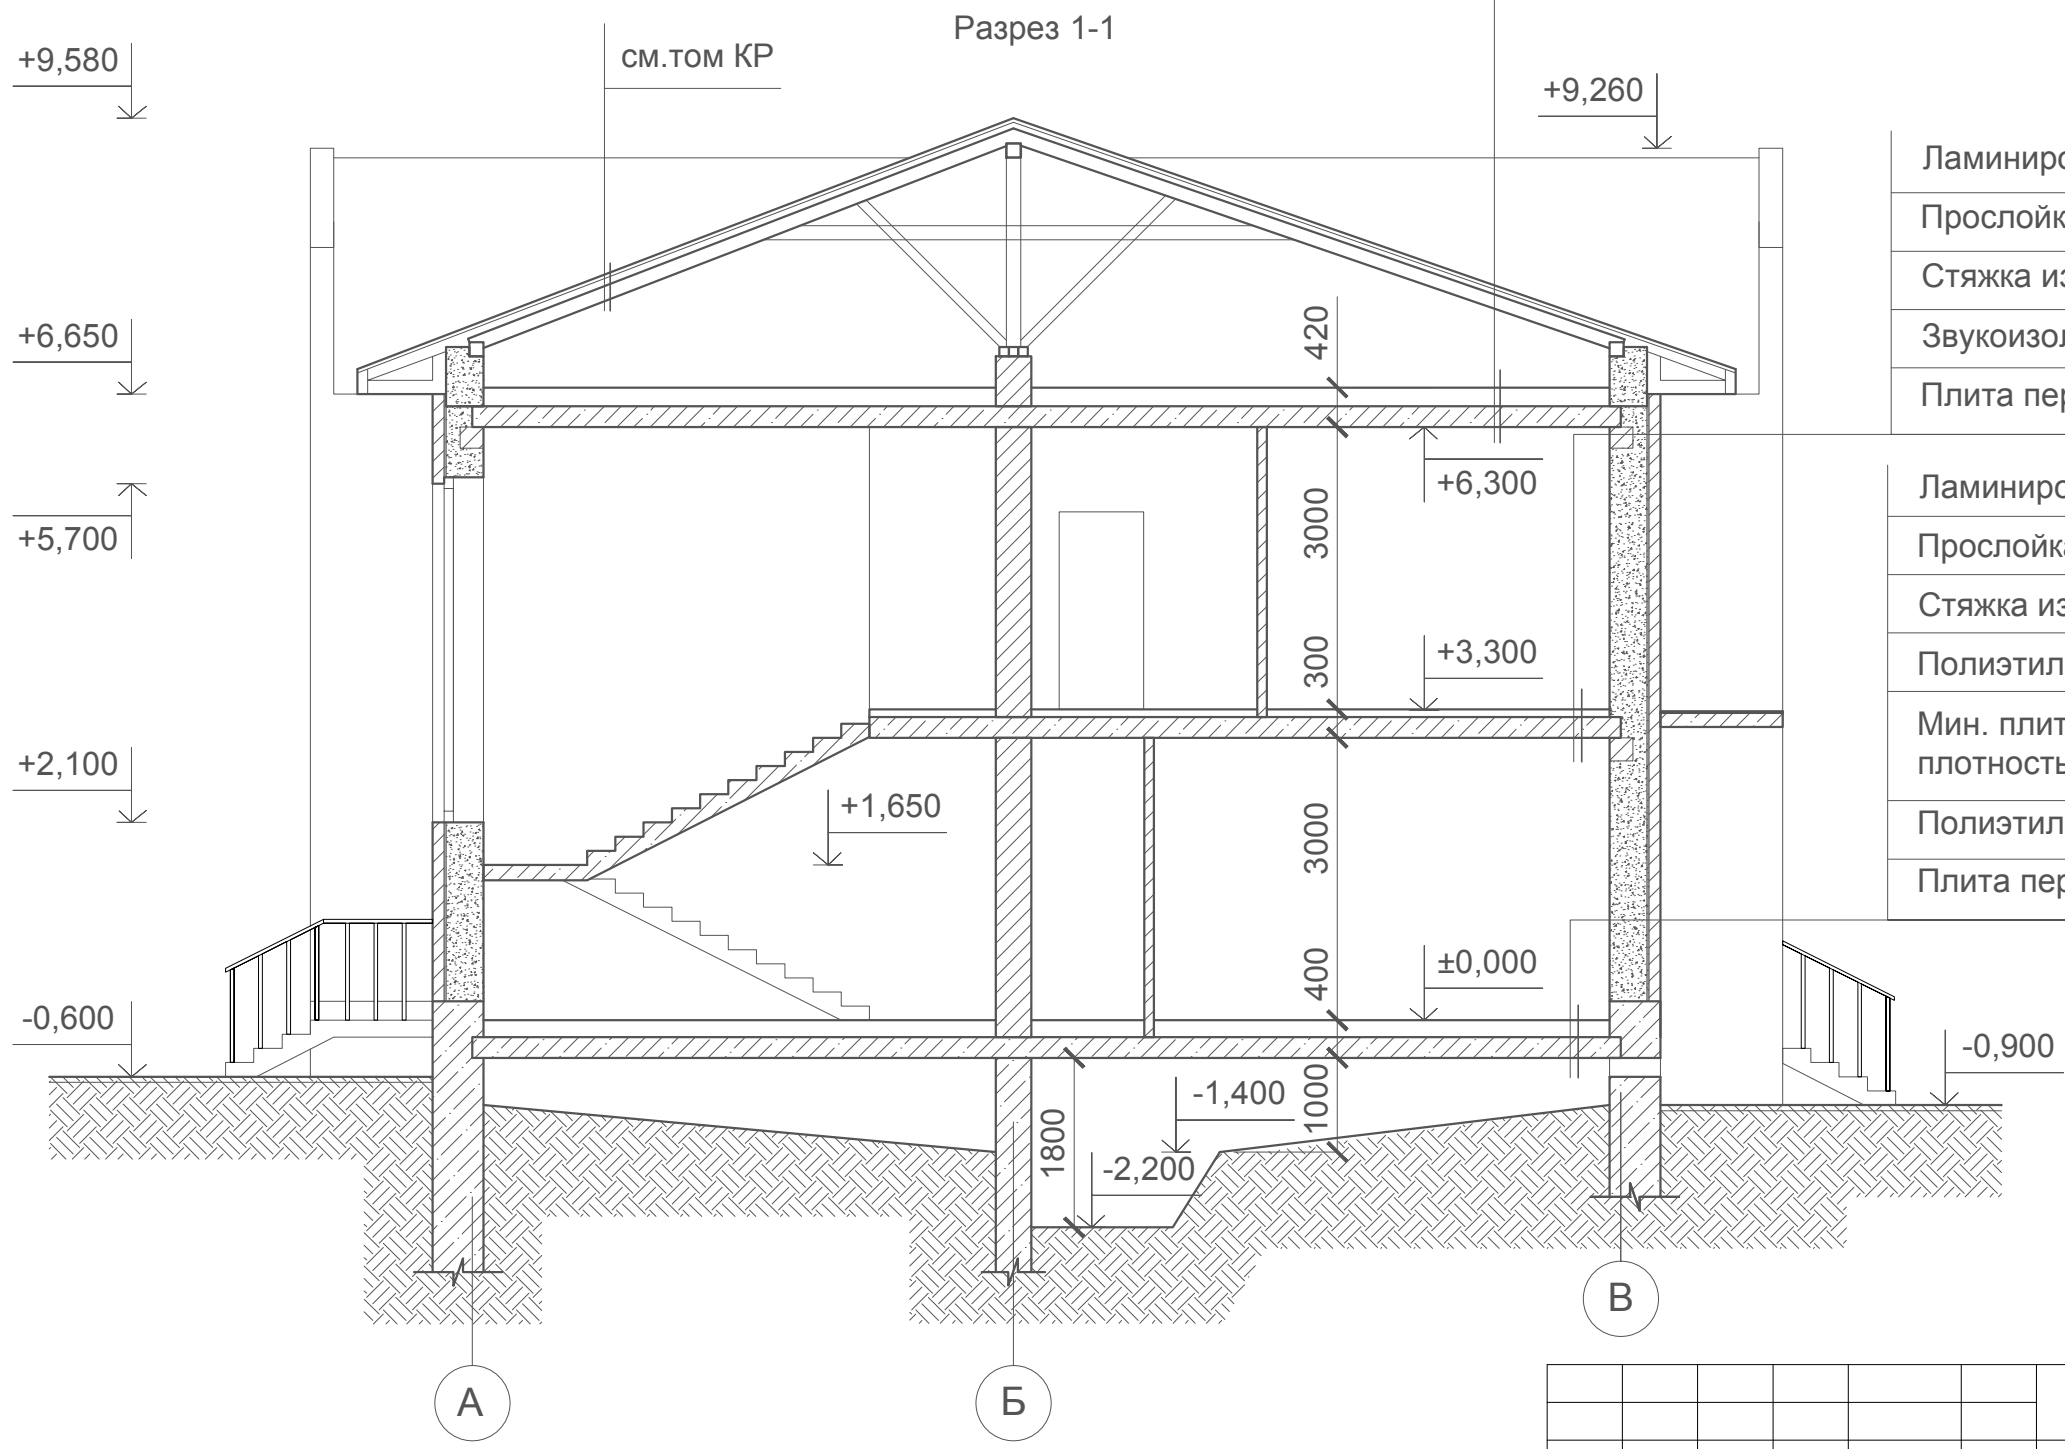 Разрез 1-1
+9,580
см.том КР
+9,260
Ламиниро
Прослойк
Стяжка из
Звукоизол
Плита пер
+6,650
420
+6,300
+5,700
3000
Ламиниро
Прослойка
Стяжка из
Полиэтил
Мин. плит
плотность
Полиэтил
Плита пер
+3,300
300
+2,100
+1,650
3000
±0,000
400
-0,600
-0,900
-1,400
1000
1800
-2,200
А
Б
В